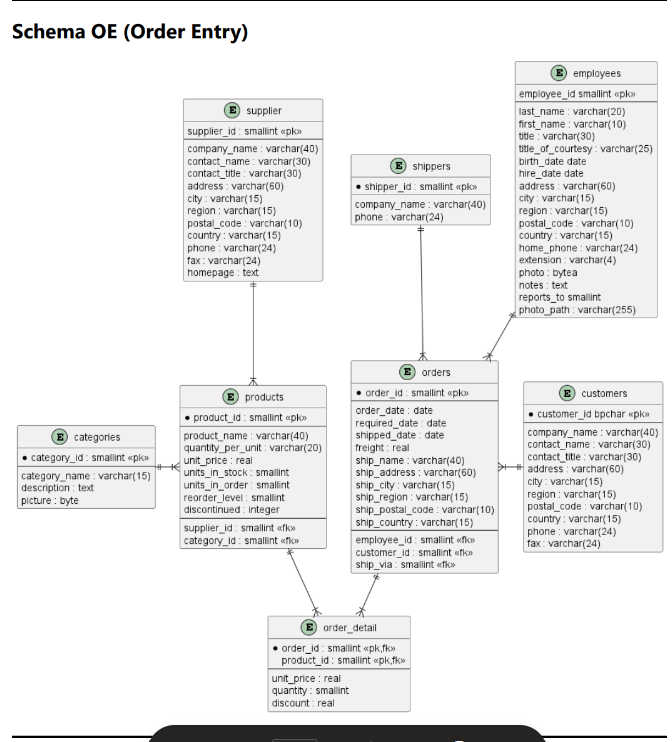 Schema OE (Order Entry)
E employees
employee_id smallint «pk»
last_name : varchar(20)
first_name : varchar(10)
title : varchar(30)
title_of_courtesy : varchar(25)
birth_date date
hire_date date
address : varchar(60)
city : varchar(15)
region : varchar(15)
postal_code : varchar(10)
country : varchar(15)
home_phone : varchar(24)
extension : varchar(4)
photo : bytea
notes : text
reports_to smallint
photo_path : varchar(255)
E supplier
supplier_id : smallint «pk»
company_name : varchar(40)
contact_name : varchar(30)
contact_title : varchar(30)
address : varchar(60)
city : varchar(15)
region : varchar(15)
postal_code : varchar(10)
country : varchar(15)
phone : varchar(24)
fax : varchar(24)
homepage : text
E shippers
shipper_id : smallint «pk»
company_name : varchar(40)
phone : varchar(24)
E categories
category_id : smallint «pk»
category_name : varchar(15)
description : text
picture : byte
E products
product_id : smallint «pk»
product_name : varchar(40)
quantity_per_unit : varchar(20)
unit_price : real
units_in_stock : smallint
units_in_order : smallint
reorder_level : smallint
discontinued : integer
supplier_id : smallint «fk»
category_id : smallint «fk»
E orders
order_id : smallint «pk»
order_date : date
required_date : date
shipped_date : date
freight : real
ship_name : varchar(40)
ship_address : varchar(60)
ship_city : varchar(15)
ship_region : varchar(15)
ship_postal_code : varchar(10)
ship_country : varchar(15)
employee_id : smallint «fk»
customer_id : smallint «fk»
ship_via : smallint «fk»
E customers
customer_id bpchar «pk»
company_name : varchar(40)
contact_name : varchar(30)
contact_title : varchar(30)
address : varchar(60)
city : varchar(15)
region : varchar(15)
postal_code : varchar(10)
country : varchar(15)
phone : varchar(24)
fax : varchar(24)
E order_detail
order_id : smallint «pk,fk»
product_id : smallint «pk,fk»
unit_price : real
quantity : smallint
discount : real